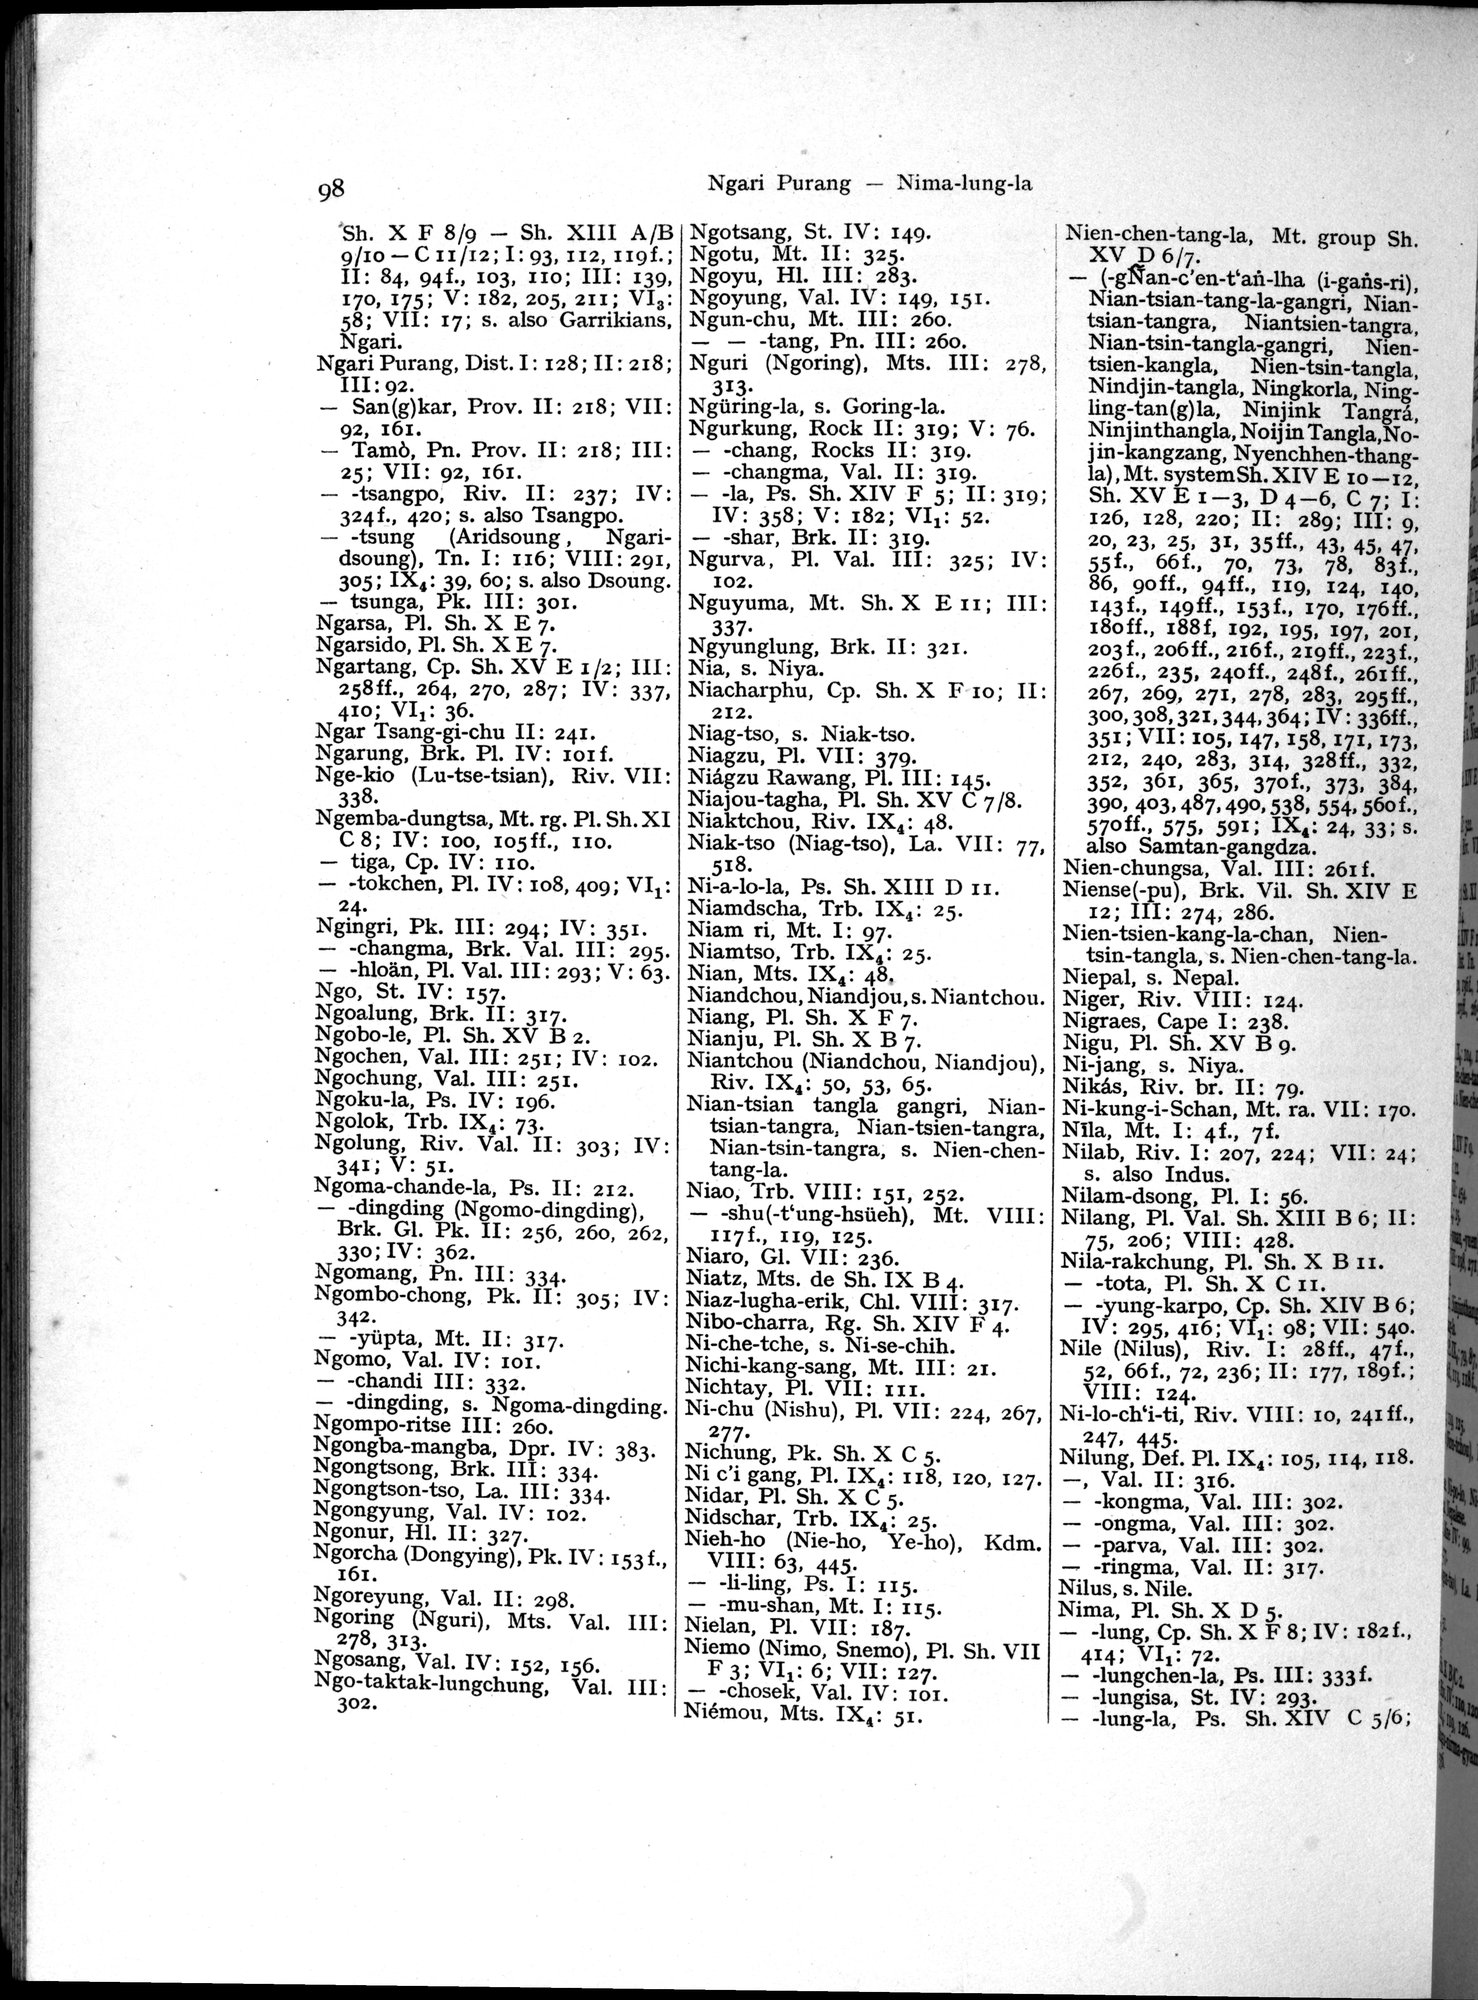 98
Ngari Purang — Nima-lung-la
Sh. X F 8/9 — Sh. XIII A/B
9/10 — C 11/12; I: 93, 112, 119f.;
II: 84, 94f., 103, 110; III: 139,
170, 175; V: 182, 205, 211; VI₃:
58; VII: 17; s. also Garrikians,
Ngari.
Ngari Purang, Dist. I: 128; II: 218;
III: 92.
— San(g)kar, Prov. II: 218; VII:
92, 161.
— Tamò, Pn. Prov. II: 218; III:
25; VII: 92, 161.
— -tsangpo, Riv. II: 237; IV:
324f., 420; s. also Tsangpo.
— -tsung (Aridsoung, Ngari-
dsoung), Tn. I: 116; VIII: 291,
305; IX₄: 39, 60; s. also Dsoung.
— tsunga, Pk. III: 301.
Ngarsa, Pl. Sh. X E 7.
Ngarsido, Pl. Sh. X E 7.
Ngartang, Cp. Sh. XV E 1/2; III:
258ff., 264, 270, 287; IV: 337,
410; VI₁: 36.
Ngar Tsang-gi-chu II: 241.
Ngarung, Brk. Pl. IV: 101f.
Nge-kio (Lu-tse-tsian), Riv. VII:
338.
Ngemba-dungtsa, Mt. rg. Pl. Sh. XI
C 8; IV: 100, 105ff., 110.
— tiga, Cp. IV: 110.
— -tokchen, Pl. IV: 108, 409; VI₁:
24.
Ngingri, Pk. III: 294; IV: 351.
— -changma, Brk. Val. III: 295.
— -hloän, Pl. Val. III: 293; V: 63.
Ngo, St. IV: 157.
Ngoalung, Brk. II: 317.
Ngobo-le, Pl. Sh. XV B 2.
Ngochen, Val. III: 251; IV: 102.
Ngochung, Val. III: 251.
Ngoku-la, Ps. IV: 196.
Ngolok, Trb. IX₄: 73.
Ngolung, Riv. Val. II: 303; IV:
341; V: 51.
Ngoma-chande-la, Ps. II: 212.
— -dingding (Ngomo-dingding),
Brk. Gl. Pk. II: 256, 260, 262,
330; IV: 362.
Ngomang, Pn. III: 334.
Ngombo-chong, Pk. II: 305; IV:
342.
— -yüpta, Mt. II: 317.
Ngomo, Val. IV: 101.
— -chandi III: 332.
— -dingding, s. Ngoma-dingding.
Ngompo-ritse III: 260.
Ngongba-mangba, Dpr. IV: 383.
Ngongtsong, Brk. III: 334.
Ngongtson-tso, La. III: 334.
Ngongyung, Val. IV: 102.
Ngonur, Hl. II: 327.
Ngorcha (Dongying), Pk. IV: 153f.,
161.
Ngoreyung, Val. II: 298.
Ngoring (Nguri), Mts. Val. III:
278, 313.
Ngosang, Val. IV: 152, 156.
Ngo-taktak-lungchung, Val. III:
302.
Ngotsang, St. IV: 149.
Ngotu, Mt. II: 325.
Ngoyu, Hl. III: 283.
Ngoyung, Val. IV: 149, 151.
Ngun-chu, Mt. III: 260.
— — -tang, Pn. III: 260.
Nguri (Ngoring), Mts. III: 278,
313.
Ngüring-la, s. Goring-la.
Ngurkung, Rock II: 319; V: 76.
— -chang, Rocks II: 319.
— -changma, Val. II: 319.
— -la, Ps. Sh. XIV F 5; II: 319;
IV: 358; V: 182; VI₁: 52.
— -shar, Brk. II: 319.
Ngurva, Pl. Val. III: 325; IV:
102.
Nguyuma, Mt. Sh. X E 11; III:
337.
Ngyunglung, Brk. II: 321.
Nia, s. Niya.
Niacharphu, Cp. Sh. X F 10; II:
212.
Niag-tso, s. Niak-tso.
Niagzu, Pl. VII: 379.
Niágzu Rawang, Pl. III: 145.
Niajou-tagha, Pl. Sh. XV C 7/8.
Niaktchou, Riv. IX₄: 48.
Niak-tso (Niag-tso), La. VII: 77,
518.
Ni-a-lo-la, Ps. Sh. XIII D 11.
Niamdscha, Trb. IX₄: 25.
Niam ri, Mt. I: 97.
Niamtso, Trb. IX₄: 25.
Nian, Mts. IX₄: 48.
Niandchou, Niandjou, s. Niantchou.
Niang, Pl. Sh. X F 7.
Nianju, Pl. Sh. X B 7.
Niantchou (Niandchou, Niandjou),
Riv. IX₄: 50, 53, 65.
Nian-tsian tangla gangri, Nian-
tsian-tangra, Nian-tsien-tangra,
Nian-tsin-tangra, s. Nien-chen-
tang-la.
Niao, Trb. VIII: 151, 252.
— -shu(-t‘ung-hsüeh), Mt. VIII:
117f., 119, 125.
Niaro, Gl. VII: 236.
Niatz, Mts. de Sh. IX B 4.
Niaz-lugha-erik, Chl. VIII: 317.
Nibo-charra, Rg. Sh. XIV F 4.
Ni-che-tche, s. Ni-se-chih.
Nichi-kang-sang, Mt. III: 21.
Nichtay, Pl. VII: 111.
Ni-chu (Nishu), Pl. VII: 224, 267,
277.
Nichung, Pk. Sh. X C 5.
Ni c’i gang, Pl. IX₄: 118, 120, 127.
Nidar, Pl. Sh. X C 5.
Nidschar, Trb. IX₄: 25.
Nieh-ho (Nie-ho, Ye-ho), Kdm.
VIII: 63, 445.
— -li-ling, Ps. I: 115.
— -mu-shan, Mt. I: 115.
Nielan, Pl. VII: 187.
Niemo (Nimo, Snemo), Pl. Sh. VII
F 3; VI₁: 6; VII: 127.
— -chosek, Val. IV: 101.
Niémou, Mts. IX₄: 51.
Nien-chen-tang-la, Mt. group Sh.
XV D 6/7.
— (-gÑan-c’en-t‘aṅ-lha (i-gaṅs-ri),
Nian-tsian-tang-la-gangri, Nian-
tsian-tangra, Niantsien-tangra,
Nian-tsin-tangla-gangri, Nien-
tsien-kangla, Nien-tsin-tangla,
Nindjin-tangla, Ningkorla, Ning-
ling-tan(g)la, Ninjink Tangrá,
Ninjinthangla, Noijin Tangla, No-
jin-kangzang, Nyenchhen-thang-
la), Mt. system Sh. XIV E 10—12,
Sh. XV E 1—3, D 4—6, C 7; I:
126, 128, 220; II: 289; III: 9,
20, 23, 25, 31, 35ff., 43, 45, 47,
55f., 66f., 70, 73, 78, 83f.,
86, 90ff., 94ff., 119, 124, 140,
143f., 149ff., 153f., 170, 176ff.,
180ff., 188f, 192, 195, 197, 201,
203f., 206ff., 216f., 219ff., 223f.,
226f., 235, 240ff., 248f., 261ff.,
267, 269, 271, 278, 283, 295ff.,
300, 308, 321, 344, 364; IV: 336ff.,
351; VII: 105, 147, 158, 171, 173,
212, 240, 283, 314, 328ff., 332,
352, 361, 365, 370f., 373, 384,
390, 403, 487, 490, 538, 554, 560f.,
570ff., 575, 591; IX₄: 24, 33; s.
also Samtan-gangdza.
Nien-chungsa, Val. III: 261f.
Niense(-pu), Brk. Vil. Sh. XIV E
12; III: 274, 286.
Nien-tsien-kang-la-chan, Nien-
tsin-tangla, s. Nien-chen-tang-la.
Niepal, s. Nepal.
Niger, Riv. VIII: 124.
Nigraes, Cape I: 238.
Nigu, Pl. Sh. XV B 9.
Ni-jang, s. Niya.
Nikás, Riv. br. II: 79.
Ni-kung-i-Schan, Mt. ra. VII: 170.
Nīla, Mt. I: 4f., 7f.
Nilab, Riv. I: 207, 224; VII: 24;
s. also Indus.
Nilam-dsong, Pl. I: 56.
Nilang, Pl. Val. Sh. XIII B 6; II:
75, 206; VIII: 428.
Nila-rakchung, Pl. Sh. X B 11.
— -tota, Pl. Sh. X C 11.
— -yung-karpo, Cp. Sh. XIV B 6;
IV: 295, 416; VI₁: 98; VII: 540.
Nile (Nilus), Riv. I: 28ff., 47f.,
52, 66f., 72, 236; II: 177, 189f.;
VIII: 124.
Ni-lo-ch‘i-ti, Riv. VIII: 10, 241ff.,
247, 445.
Nilung, Def. Pl. IX₄: 105, 114, 118.
—, Val. II: 316.
— -kongma, Val. III: 302.
— -ongma, Val. III: 302.
— -parva, Val. III: 302.
— -ringma, Val. II: 317.
Nilus, s. Nile.
Nima, Pl. Sh. X D 5.
— -lung, Cp. Sh. X F 8; IV: 182f.,
414; VI₁: 72.
— -lungchen-la, Ps. III: 333f.
— -lungisa, St. IV: 293.
— -lung-la, Ps. Sh. XIV C 5/6;